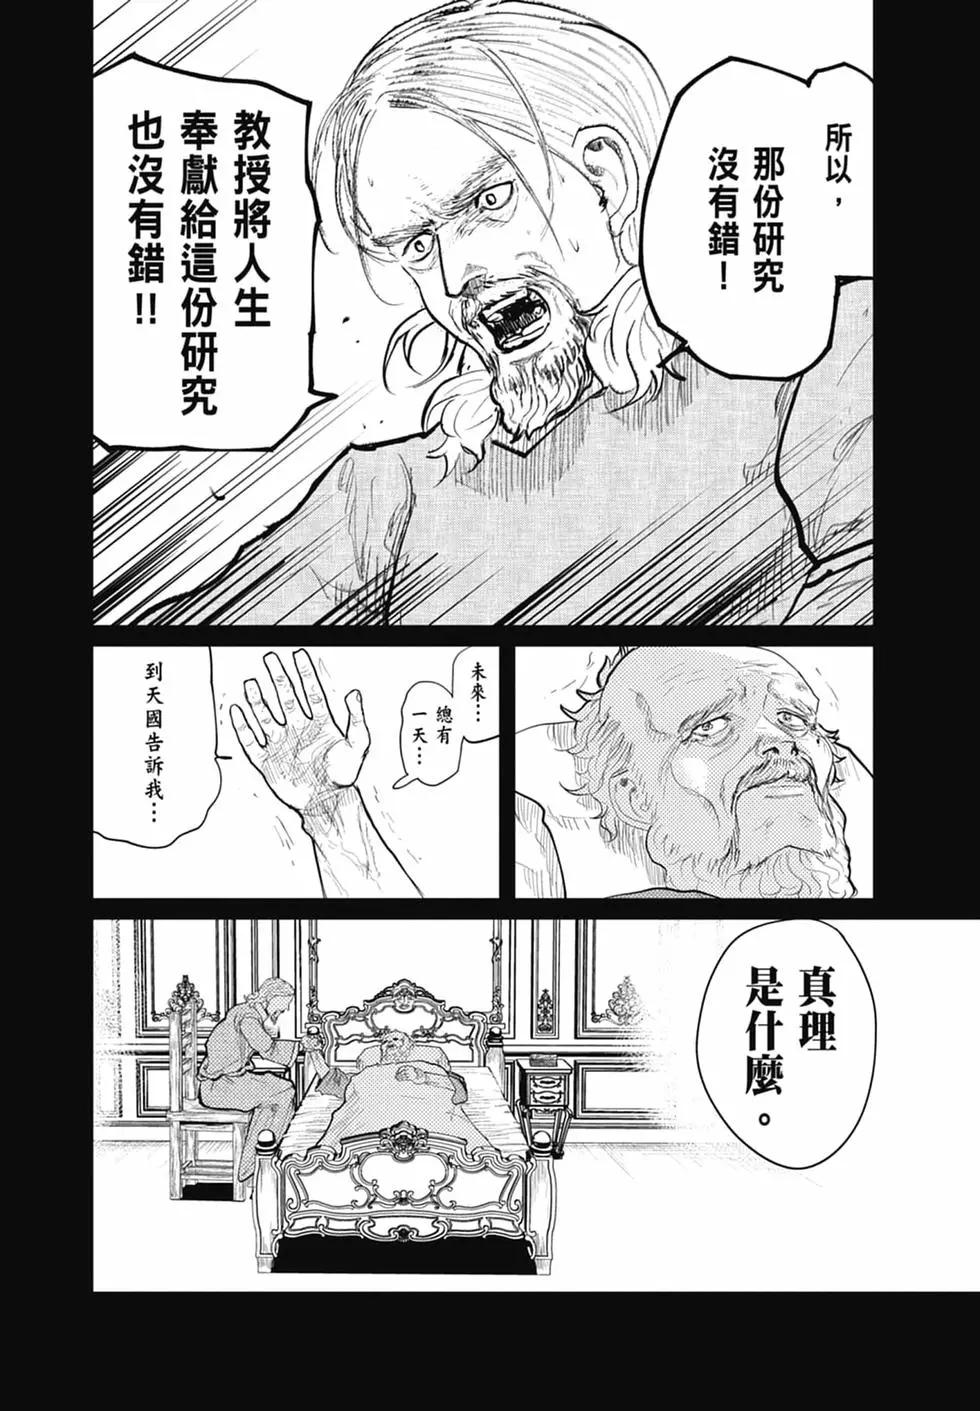 所以，
那份研究
沒有錯！
教授將人生
奉獻給這份研究
也沒有錯!!
未來…
總有
一天…
到天國告訴我…
真理
是什麼。